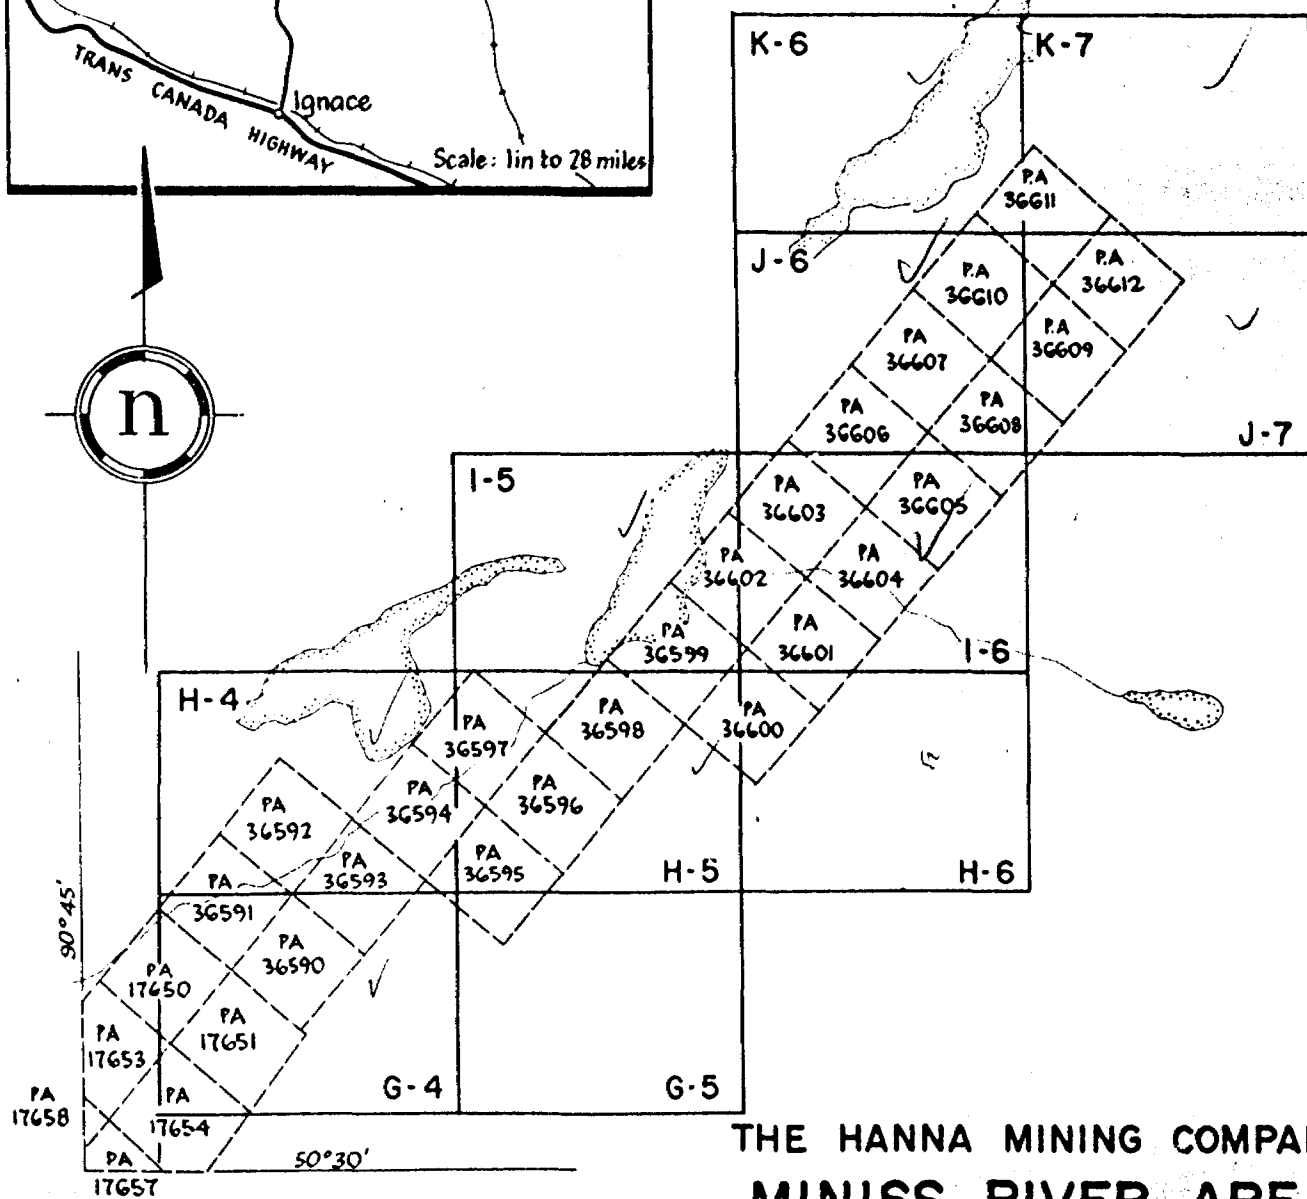 TRANS CANADA HIGHWAY
Ignace
Scale: 1in to 28 miles
n
K-6
K-7
PA
36611
J-6
P.A
36610
P.A
36612
PA
36607
P.A
36609
PA
36606
PA
36608
J-7
I-5
PA
36603
PA
36605
PA
36602
PA
36604
PA
36599
PA
36601
I-6
H-4
PA
36597
PA
36598
PA
36600
PA
36594
PA
36596
PA
36592
PA
36593
PA
36595
H-5
H-6
PA
36591
90°45'
PA
36590
PA
17650
PA
17651
PA
17653
PA
17658
PA
17654
G-4
G-5
PA
17657
50°30'
THE HANNA MINING COMPA
MINISS RIVER ARE